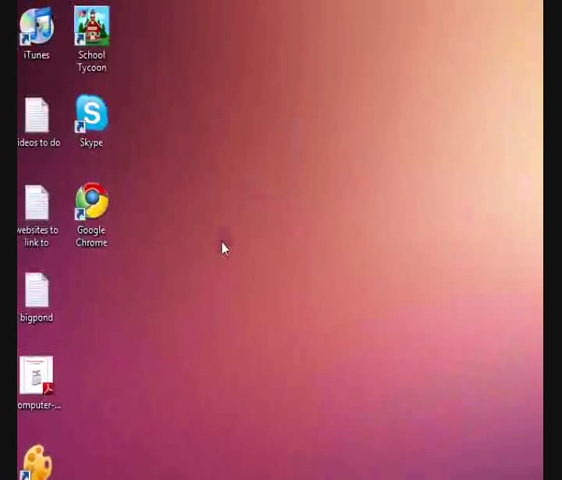 iTunes
School
Tycoon
ideos to do
Skype
websites to
link to
Google
Chrome
bigpond
omputer-...